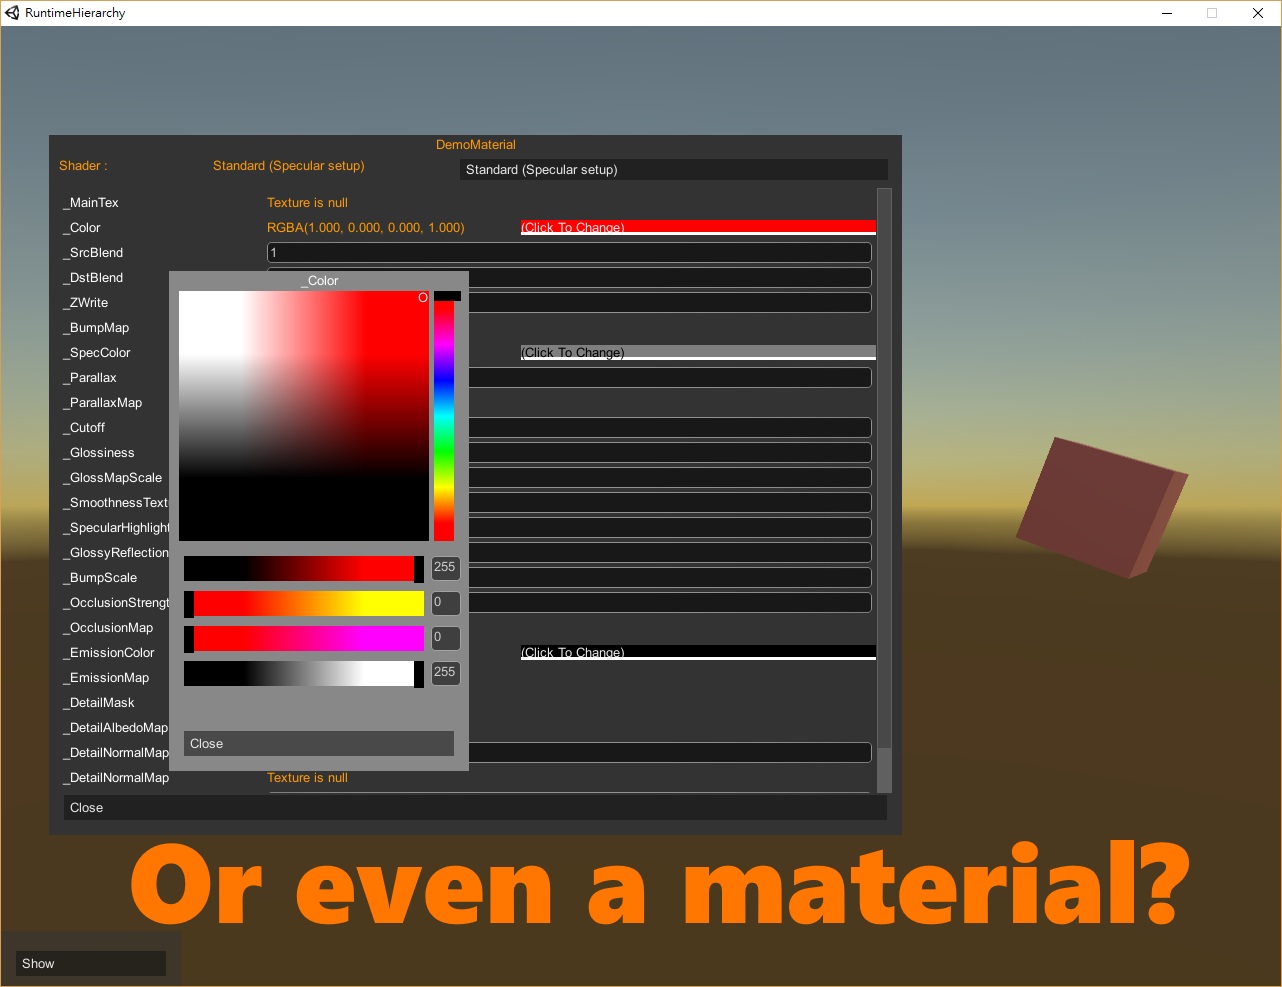 RuntimeHierarchy
DemoMaterial
Shader : Standard (Specular setup) Standard (Specular setup)
_MainTex Texture is null
_Color RGBA(1.000, 0.000, 0.000, 1.000) (Click To Change)
_SrcBlend 1
_DstBlend
_Color
_ZWrite
_BumpMap
_SpecColor (Click To Change)
_Parallax
_ParallaxMap
_Cutoff
_Glossiness
_GlossMapScale
_SmoothnessText
_SpecularHighlight
_GlossyReflection
_BumpScale
255
_OcclusionStrengt
0
_OcclusionMap
0
_EmissionColor (Click To Change)
_EmissionMap
255
_DetailMask
_DetailAlbedoMap
Close
_DetailNormalMap
_DetailNormalMap Texture is null
Close
Or even a material?
Show